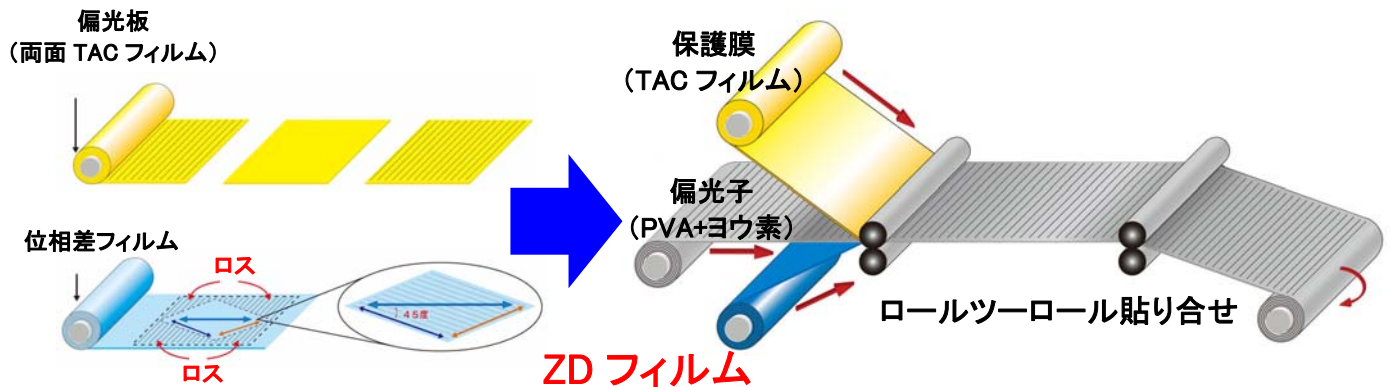 偏光板
（両面 TAC フィルム）
位相差フィルム
ロス
45度
ロス
保護膜
（TAC フィルム）
偏光子
（PVA+ヨウ素）
ロールツーロール貼り合せ
ZD フィルム